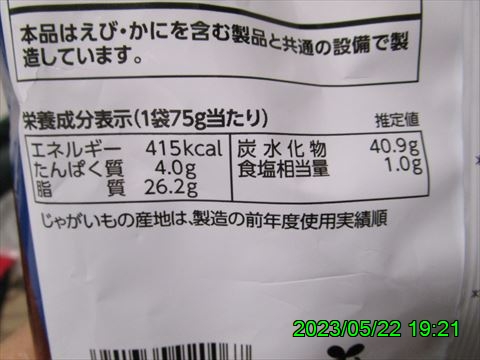 本品はえび・かにを含む製品と共通の設備で製
造しています。
栄養成分表示(1袋75g当たり) 推定値
エネルギー 415kcal 炭水化物 40.9g
たんぱく質 4.0g 食塩相当量 1.0g
脂質 26.2g
じゃがいもの産地は、製造の前年度使用実績順
2023/05/22 19:21